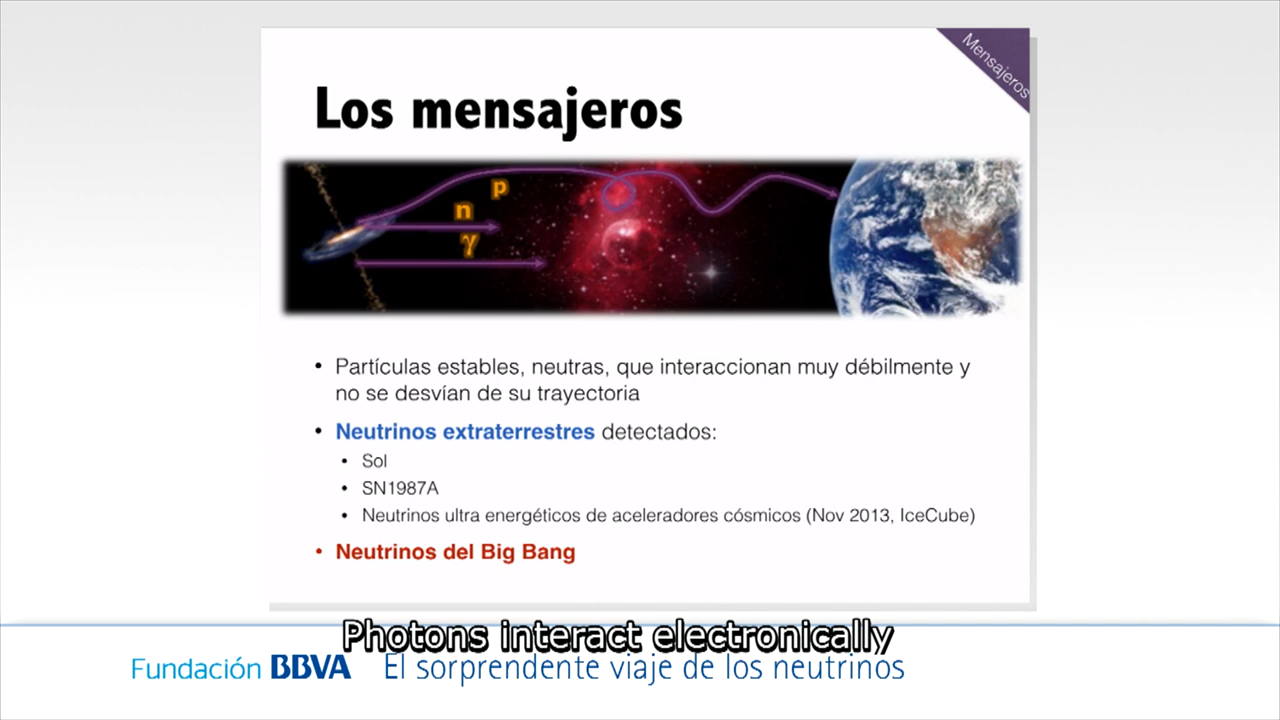 Mensajeros
Los mensajeros
p
n
γ
• Partículas estables, neutras, que interaccionan muy débilmente y
no se desvían de su trayectoria
• Neutrinos extraterrestres detectados:
• Sol
• SN1987A
• Neutrinos ultra energéticos de aceleradores cósmicos (Nov 2013, IceCube)
• Neutrinos del Big Bang
Photons interact electronically
Fundación BBVA El sorprendente viaje de los neutrinos